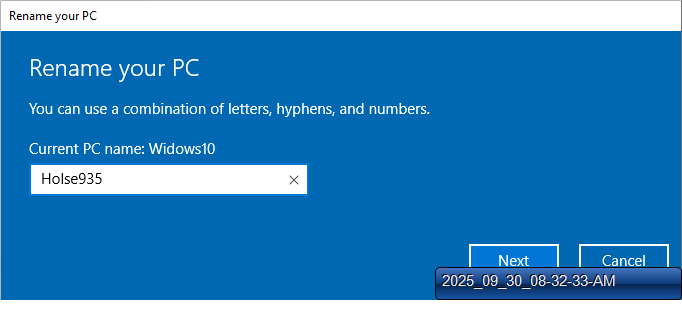 Rename your PC
Rename your PC
You can use a combination of letters, hyphens, and numbers.
Current PC name: Widows10
Holse935
Next
Cancel
2025_09_30_08-32-33-AM